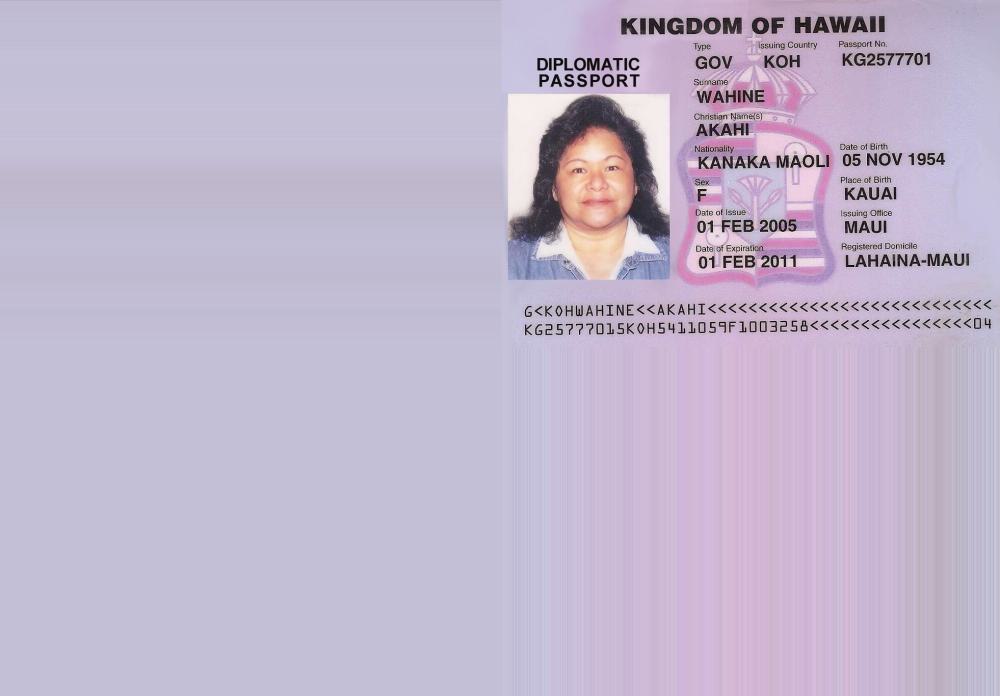 KINGDOM OF HAWAII
DIPLOMATIC
PASSPORT
Type Issuing Country Passport No.
GOV KOH KG2577701
Surname
WAHINE
Christian Name(s)
AKAHI
Nationality Date of Birth
KANAKA MAOLI 05 NOV 1954
Sex Place of Birth
F KAUAI
Date of Issue Issuing Office
01 FEB 2005 MAUI
Date of Expiration Registered Domicile
01 FEB 2011 LAHAINA-MAUI
G<KOHWAHINE<<AKAHI<<<<<<<<<<<<<<<<<<<<<<<<<<
KG25777015KOH5411059F1003258<<<<<<<<<<<<<<04